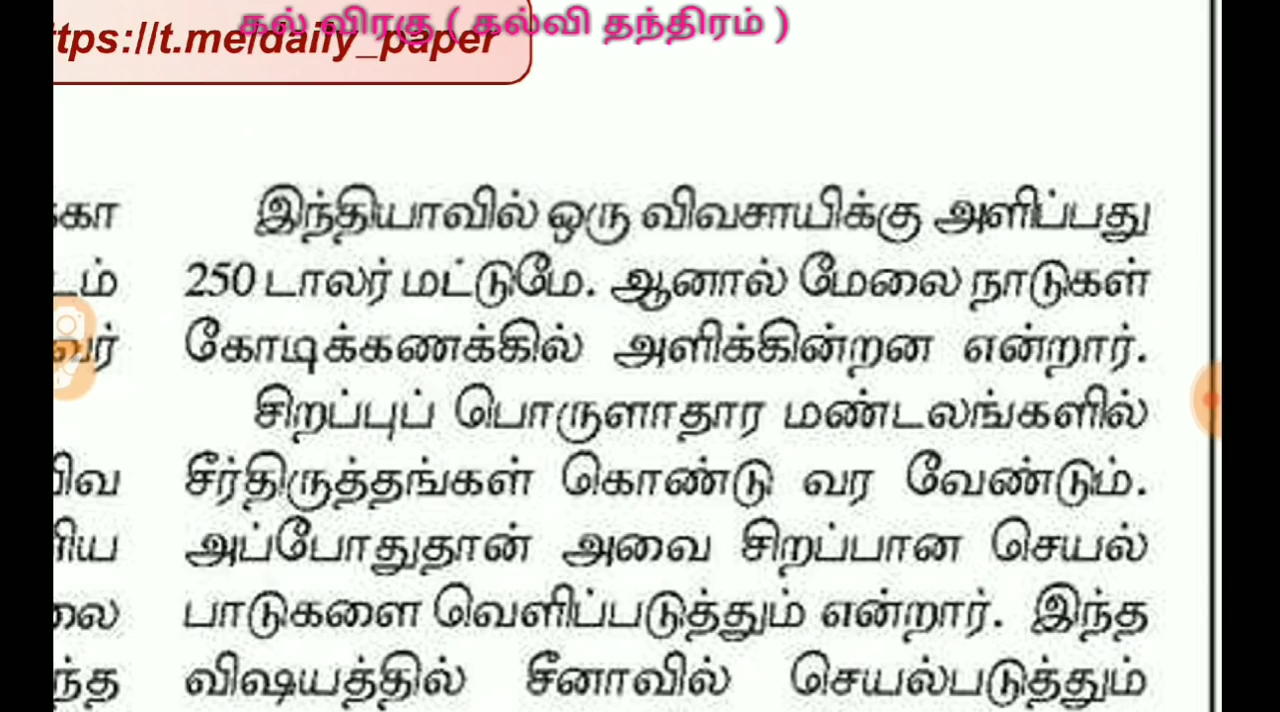 கல் விரகு ( கல்வி தந்திரம் )
ttps://t.me/daily_paper
இந்தியாவில் ஒரு விவசாயிக்கு அளிப்பது
250 டாலர் மட்டுமே. ஆனால் மேலை நாடுகள்
கோடிக்கணக்கில் அளிக்கின்றன என்றார்.
சிறப்புப் பொருளாதார மண்டலங்களில்
சீர்திருத்தங்கள் கொண்டு வர வேண்டும்.
அப்போதுதான் அவை சிறப்பான செயல்
பாடுகளை வெளிப்படுத்தும் என்றார். இந்த
விஷயத்தில் சீனாவில் செயல்படுத்தும்